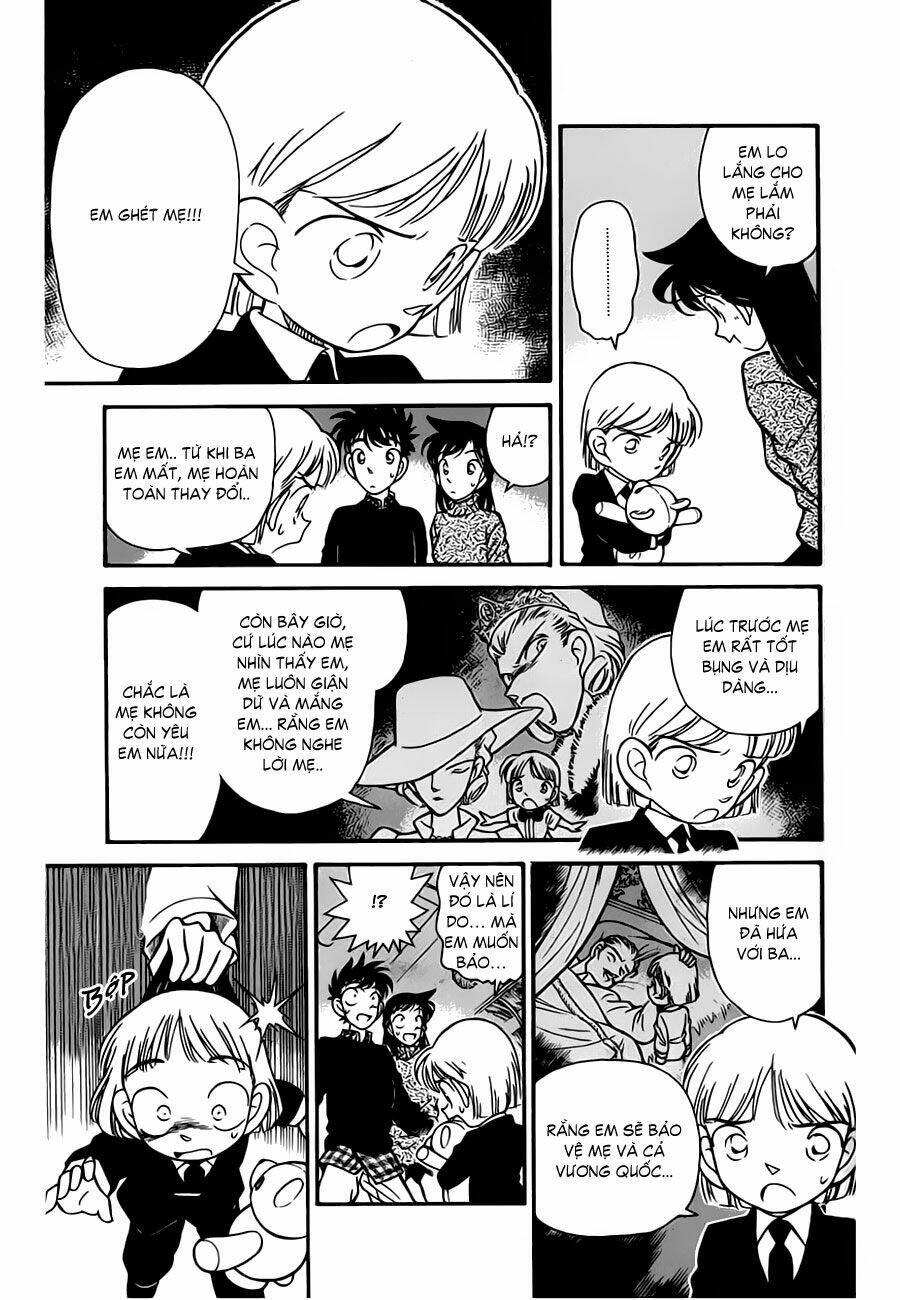 EM LO
LẮNG CHO
MẸ LẮM
PHẢI
KHÔNG?
..........
EM GHÉT MẸ!!!
HẢ!?
MẸ EM.. TỪ KHI BA
EM MẤT, MẸ HOÀN
TOÀN THAY ĐỔI..
LÚC TRƯỚC MẸ
EM RẤT TỐT
BỤNG VÀ DỊU
DÀNG...
CÒN BÂY GIỜ,
CỨ LÚC NÀO MẸ
NHÌN THẤY EM,
MẸ LUÔN GIẬN
DỮ VÀ MẮNG
EM... RẰNG EM
KHÔNG NGHE
LỜI MẸ..
CHẮC LÀ
MẸ KHÔNG
CÒN YÊU
EM NỮA!!!
NHƯNG EM
ĐÃ HỨA
VỚI BA...
RẰNG EM SẼ BẢO
VỆ MẸ VÀ CẢ
VƯƠNG QUỐC...
VẬY NÊN
ĐÓ LÀ LÍ
DO... MÀ
EM MUỐN
BẢO...
!?
BỘP